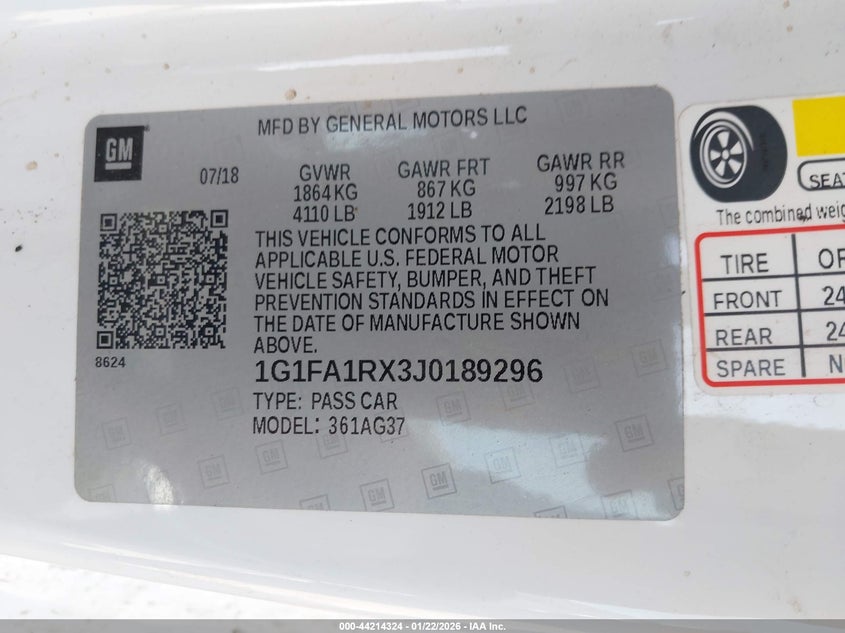 GM
MFD BY GENERAL MOTORS LLC
07/18
GVWR
1864 KG
4110 LB
GAWR FRT
867 KG
1912 LB
GAWR RR
997 KG
2198 LB
THIS VEHICLE CONFORMS TO ALL
APPLICABLE U.S. FEDERAL MOTOR
VEHICLE SAFETY, BUMPER, AND THEFT
PREVENTION STANDARDS IN EFFECT ON
THE DATE OF MANUFACTURE SHOWN
ABOVE.
8624
1G1FA1RX3J0189296
TYPE: PASS CAR
MODEL: 361AG37
SEAT
The combined
TIRE
FRONT 24
REAR 24
SPARE
000-44214324 - 01/22/2026 - IAA Inc.